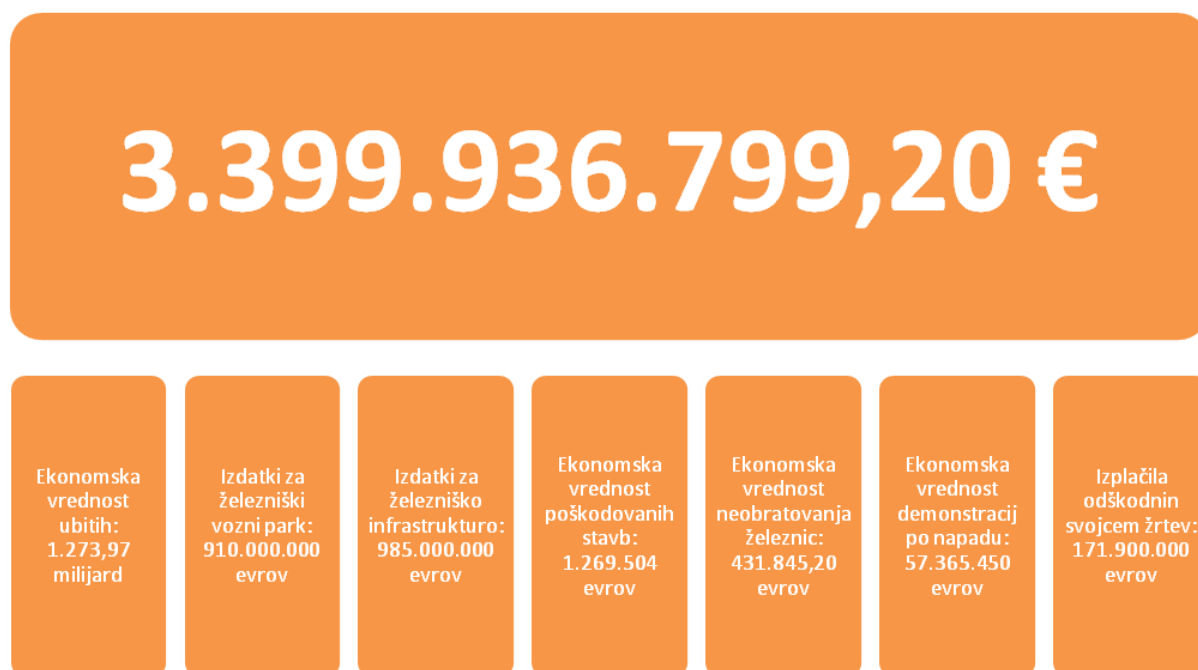 3.399.936.799,20 €
Ekonomska
vrednost
ubitih:
1.273,97
milijard
Izdatki za
železniški
vozni park:
910.000.000
evrov
Izdatki za
železniško
infrastrukturo:
985.000.000
evrov
Ekonomska
vrednost
poškodovanih
stavb:
1.269.504
evrov
Ekonomska
vrednost
neobratovanja
železnic:
431.845,20
evrov
Ekonomska
vrednost
demonstracij
po napadu:
57.365.450
evrov
Izplačila
odškodnin
svojcem žrtev:
171.900.000
evrov